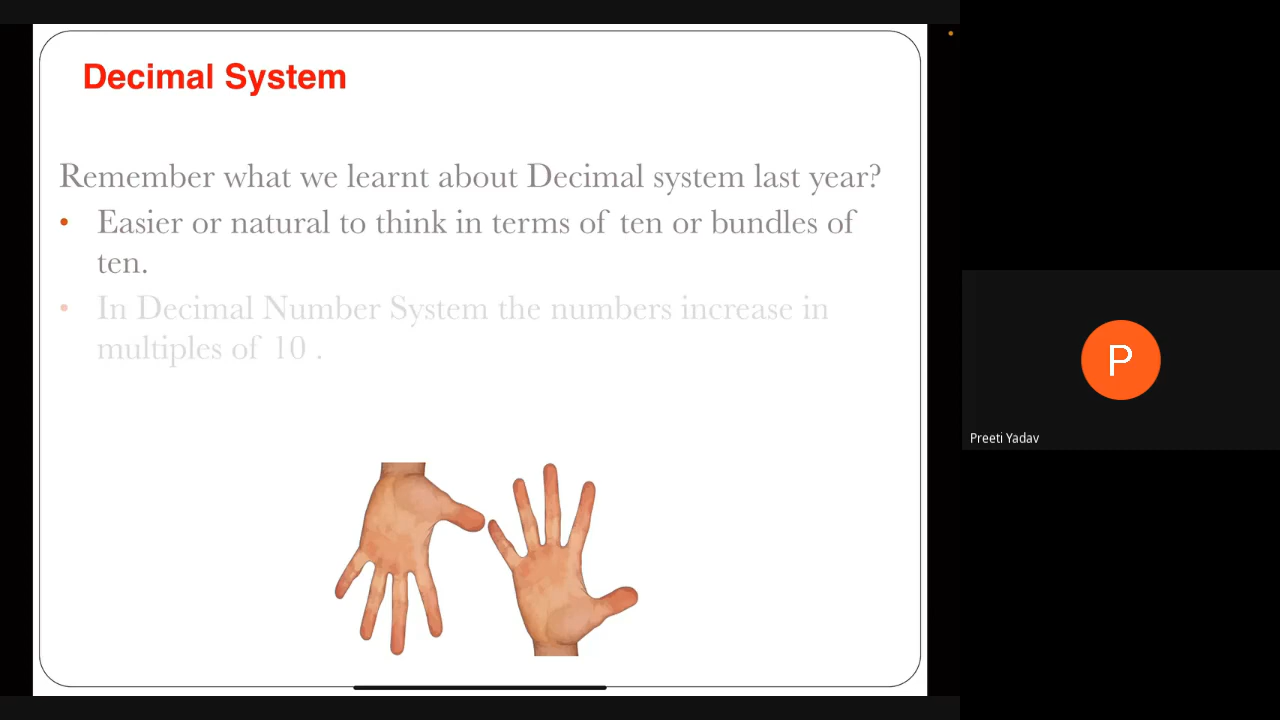 Decimal System
Remember what we learnt about Decimal system last year?
• Easier or natural to think in terms of ten or bundles of
ten.
• In Decimal Number System the numbers increase in
multiples of 10 .
P
Preeti Yadav